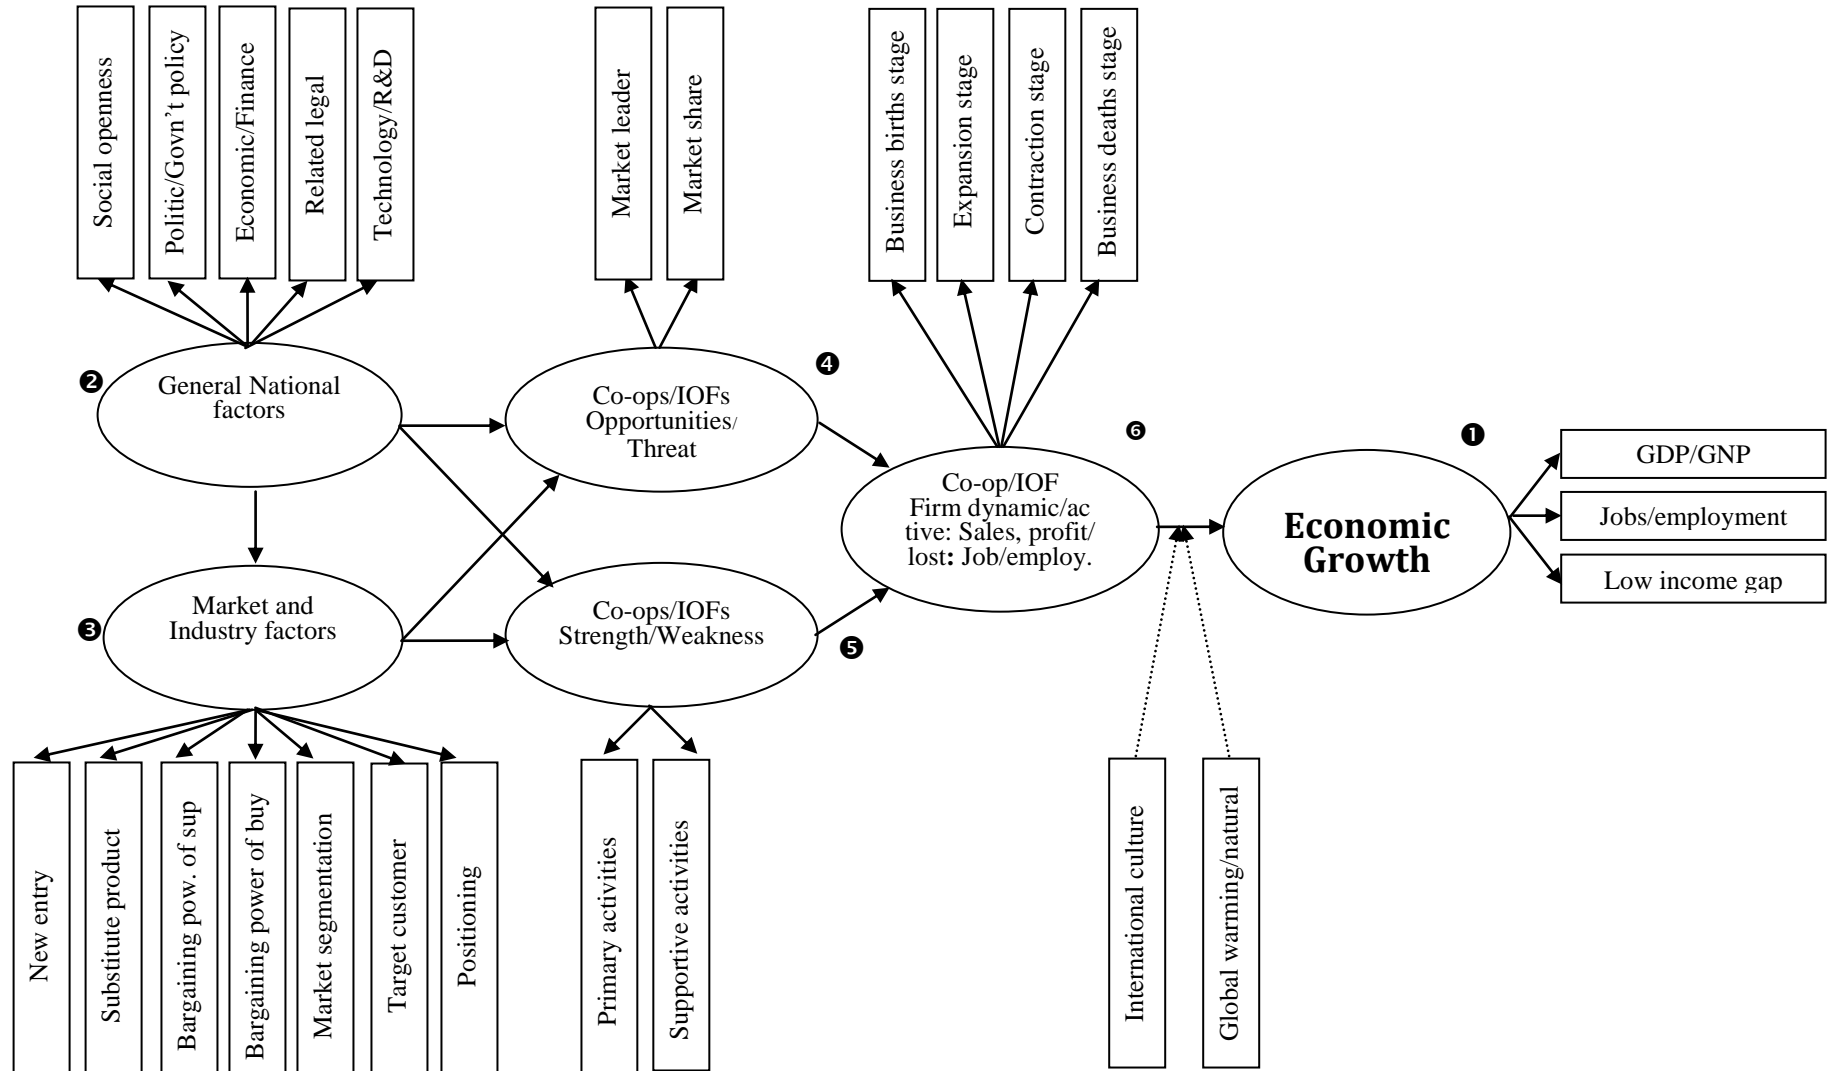 Social openness
Politic/Govn’t policy
Economic/Finance
Related legal
Technology/R&D
Market leader
Market share
Business births stage
Expansion stage
Contraction stage
Business deaths stage
❷
General National
factors
❹
Co-ops/IOFs
Opportunities/
Threat
❻
Co-op/IOF
Firm dynamic/ac
tive: Sales, profit/
lost: Job/employ.
❶
Economic
Growth
GDP/GNP
Jobs/employment
Low income gap
❸
Market and
Industry factors
Co-ops/IOFs
Strength/Weakness
❺
New entry
Substitute product
Bargaining pow. of sup
Bargaining power of buy
Market segmentation
Target customer
Positioning
Primary activities
Supportive activities
International culture
Global warming/natural